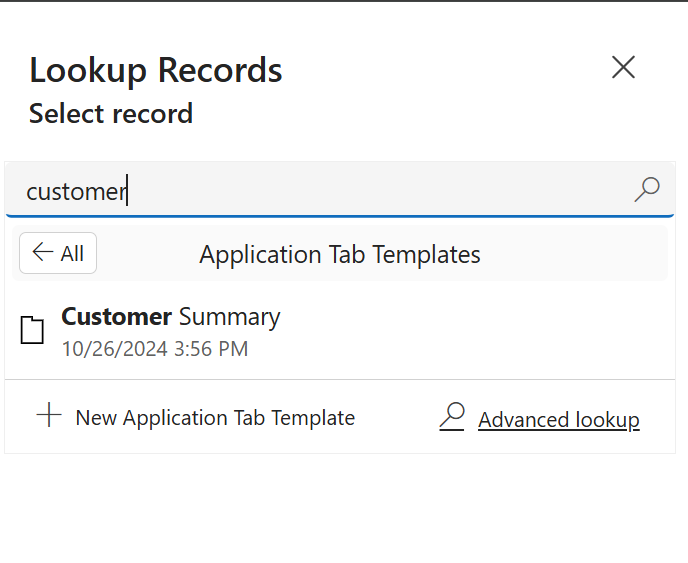 Lookup Records
Select record
customer
All
Application Tab Templates
Customer Summary
10/26/2024 3:56 PM
New Application Tab Template
Advanced lookup